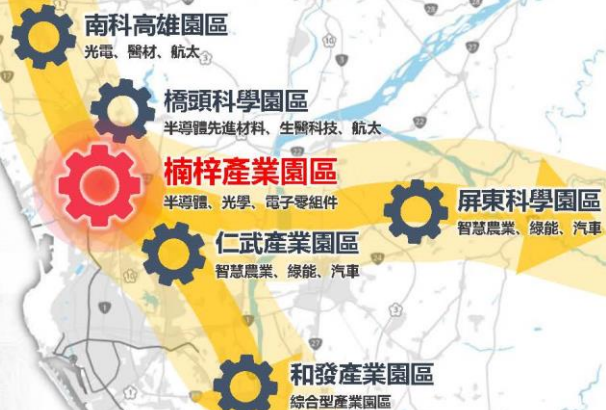 南科高雄園區
光電、醫材、航太
橋頭科學園區
半導體先進材料、生醫科技、航太
楠梓產業園區
半導體、光學、電子零組件
屏東科學園區
智慧農業、綠能、汽車
仁武產業園區
智慧農業、綠能、汽車
和發產業園區
綜合型產業園區